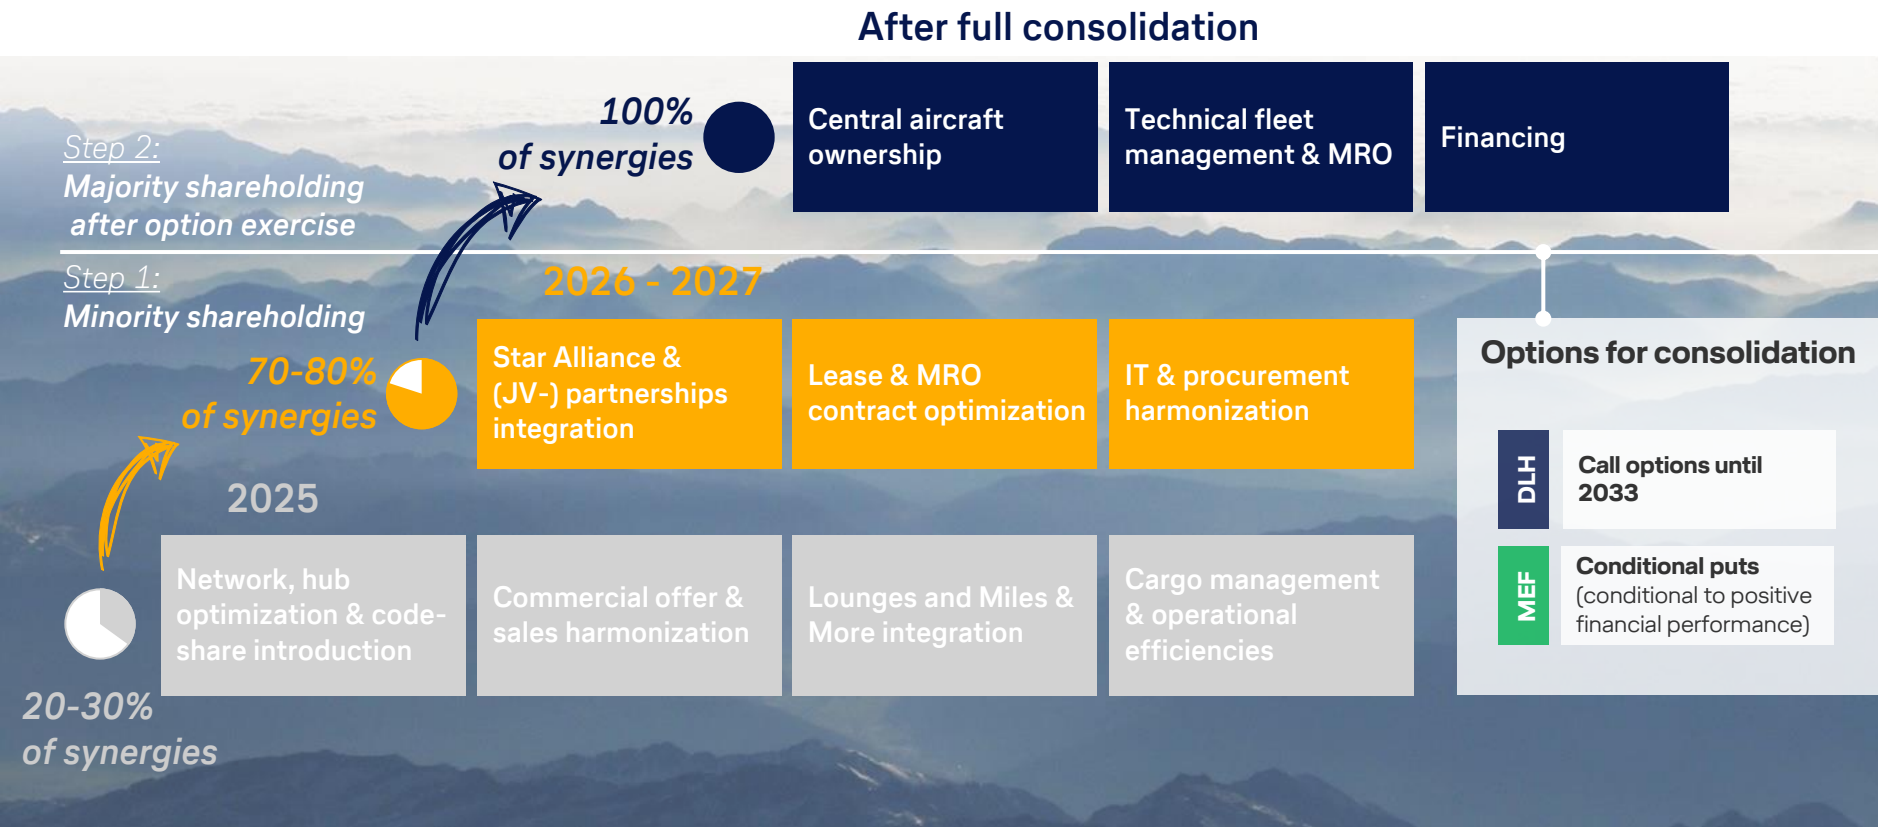 After full consolidation
100%
of synergies
Central aircraft
ownership
Technical fleet
management & MRO
Financing
Step 2:
Majority shareholding
after option exercise
Step 1:
Minority shareholding
2026 - 2027
70-80%
of synergies
Star Alliance &
(JV-) partnerships
integration
Lease & MRO
contract optimization
IT & procurement
harmonization
Options for consolidation
DLH
Call options until
2033
MEF
Conditional puts
(conditional to positive
financial performance)
2025
Network, hub
optimization & code-
share introduction
Commercial offer &
sales harmonization
Lounges and Miles &
More integration
Cargo management
& operational
efficiencies
20-30%
of synergies